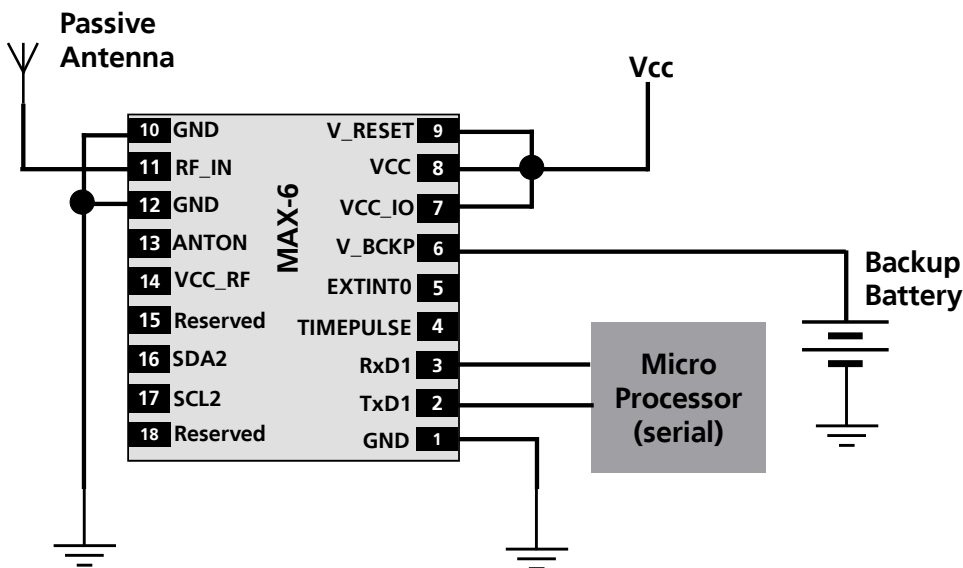 Passive
Antenna
Vcc
10 GND
11 RF_IN
12 GND
13 ANTON
14 VCC_RF
15 Reserved
16 SDA2
17 SCL2
18 Reserved
MAX-6
V_RESET 9
VCC 8
VCC_IO 7
V_BCKP 6
EXTINT0 5
TIMEPULSE 4
RxD1 3
TxD1 2
GND 1
Micro
Processor
(serial)
Backup
Battery